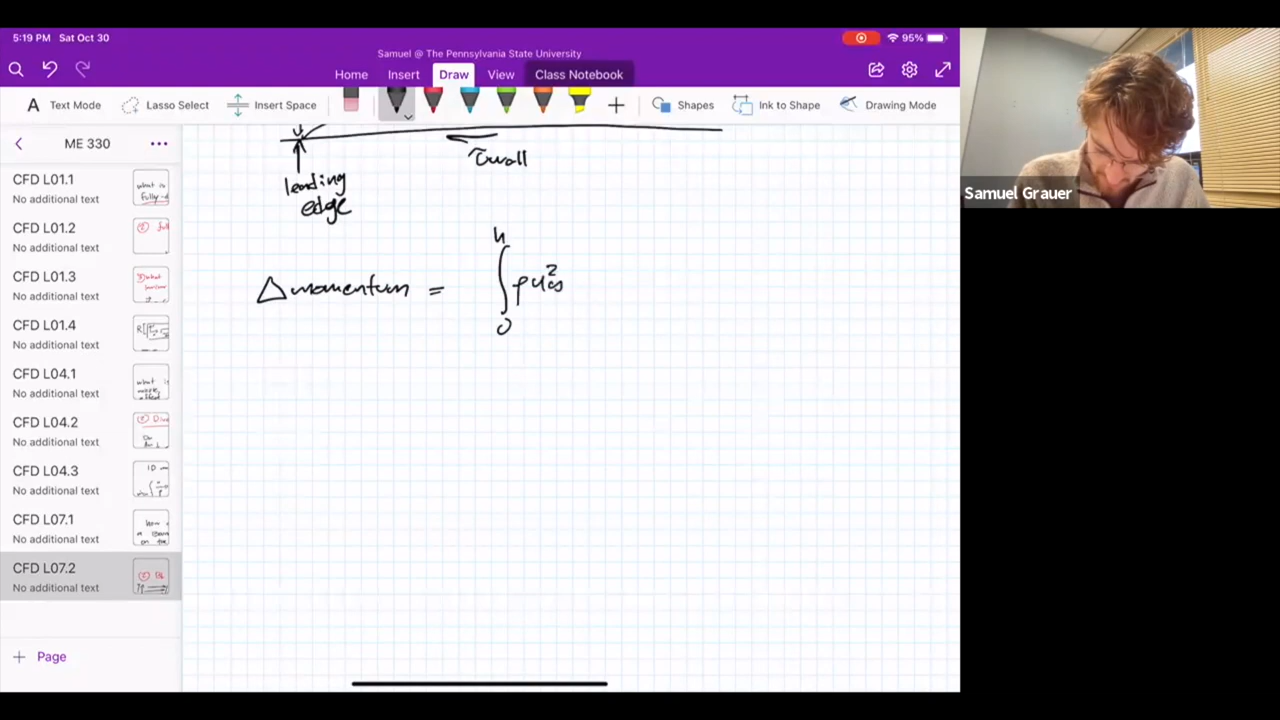 5:19 PM Sat Oct 30
95%
Samuel @ The Pennsylvania State University
Home Insert Draw View Class Notebook
A Text Mode Lasso Select Insert Space Shapes Ink to Shape Drawing Mode
ME 330
CFD L01.1
No additional text
CFD L01.2
No additional text
CFD L01.3
No additional text
CFD L01.4
No additional text
CFD L04.1
No additional text
CFD L04.2
No additional text
CFD L04.3
No additional text
CFD L07.1
No additional text
CFD L07.2
No additional text
Page
τwall
leading
edge
Δmomentum = ∫₀ʰ ρu∞²
Samuel Grauer